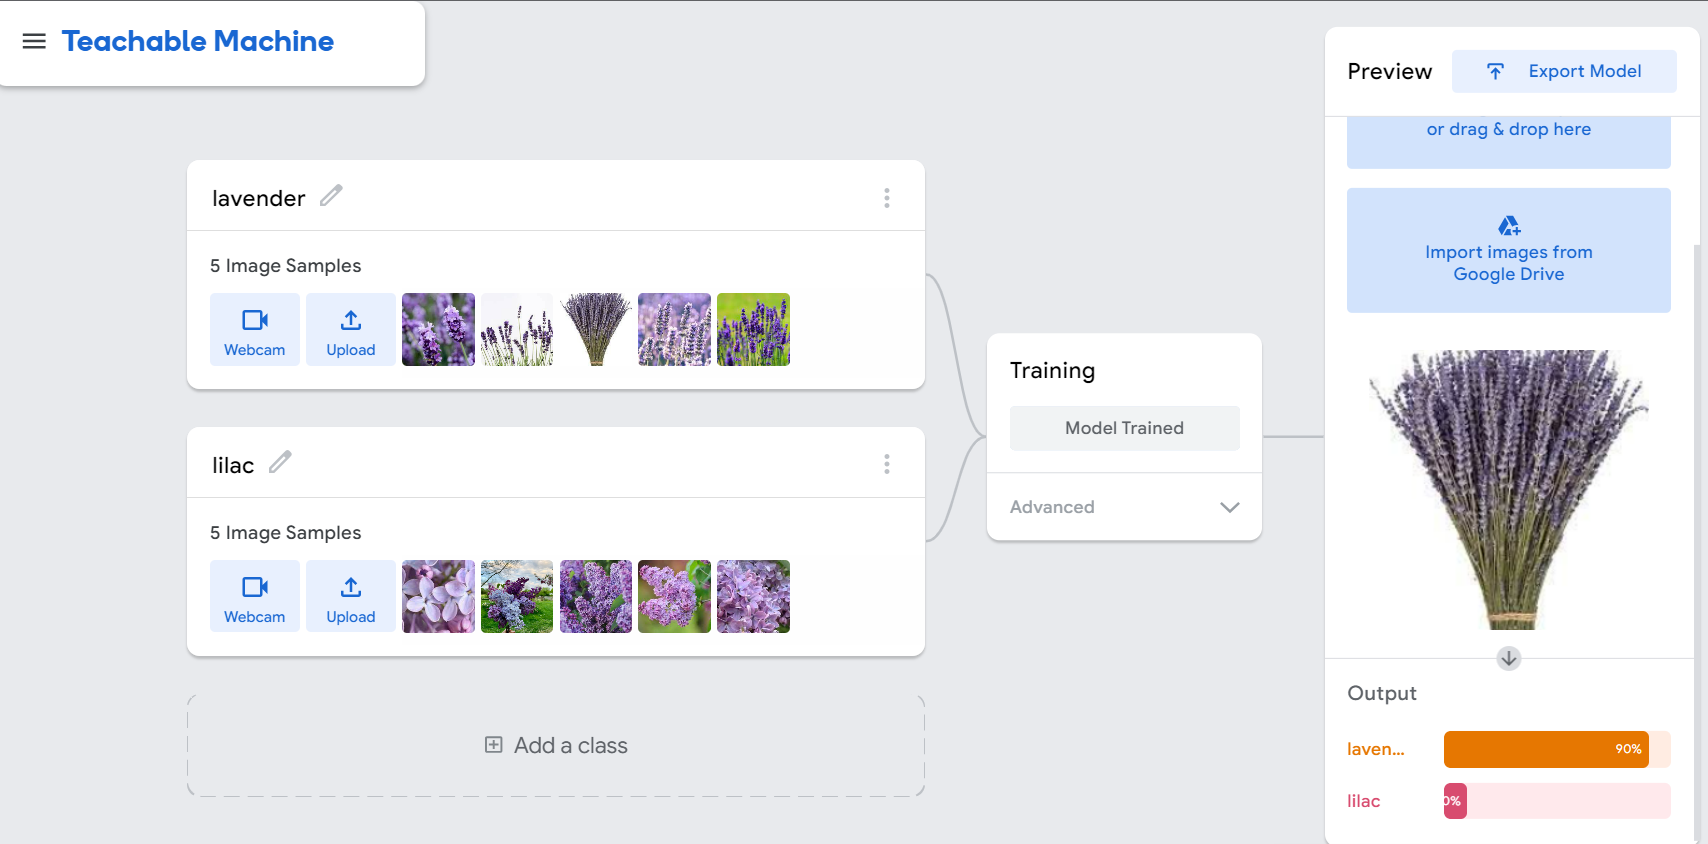 Teachable Machine
Preview
Export Model
or drag & drop here
Import images from
Google Drive
lavender
5 Image Samples
Webcam
Upload
lilac
5 Image Samples
Webcam
Upload
Add a class
Training
Model Trained
Advanced
Output
laven...
90%
lilac
0%